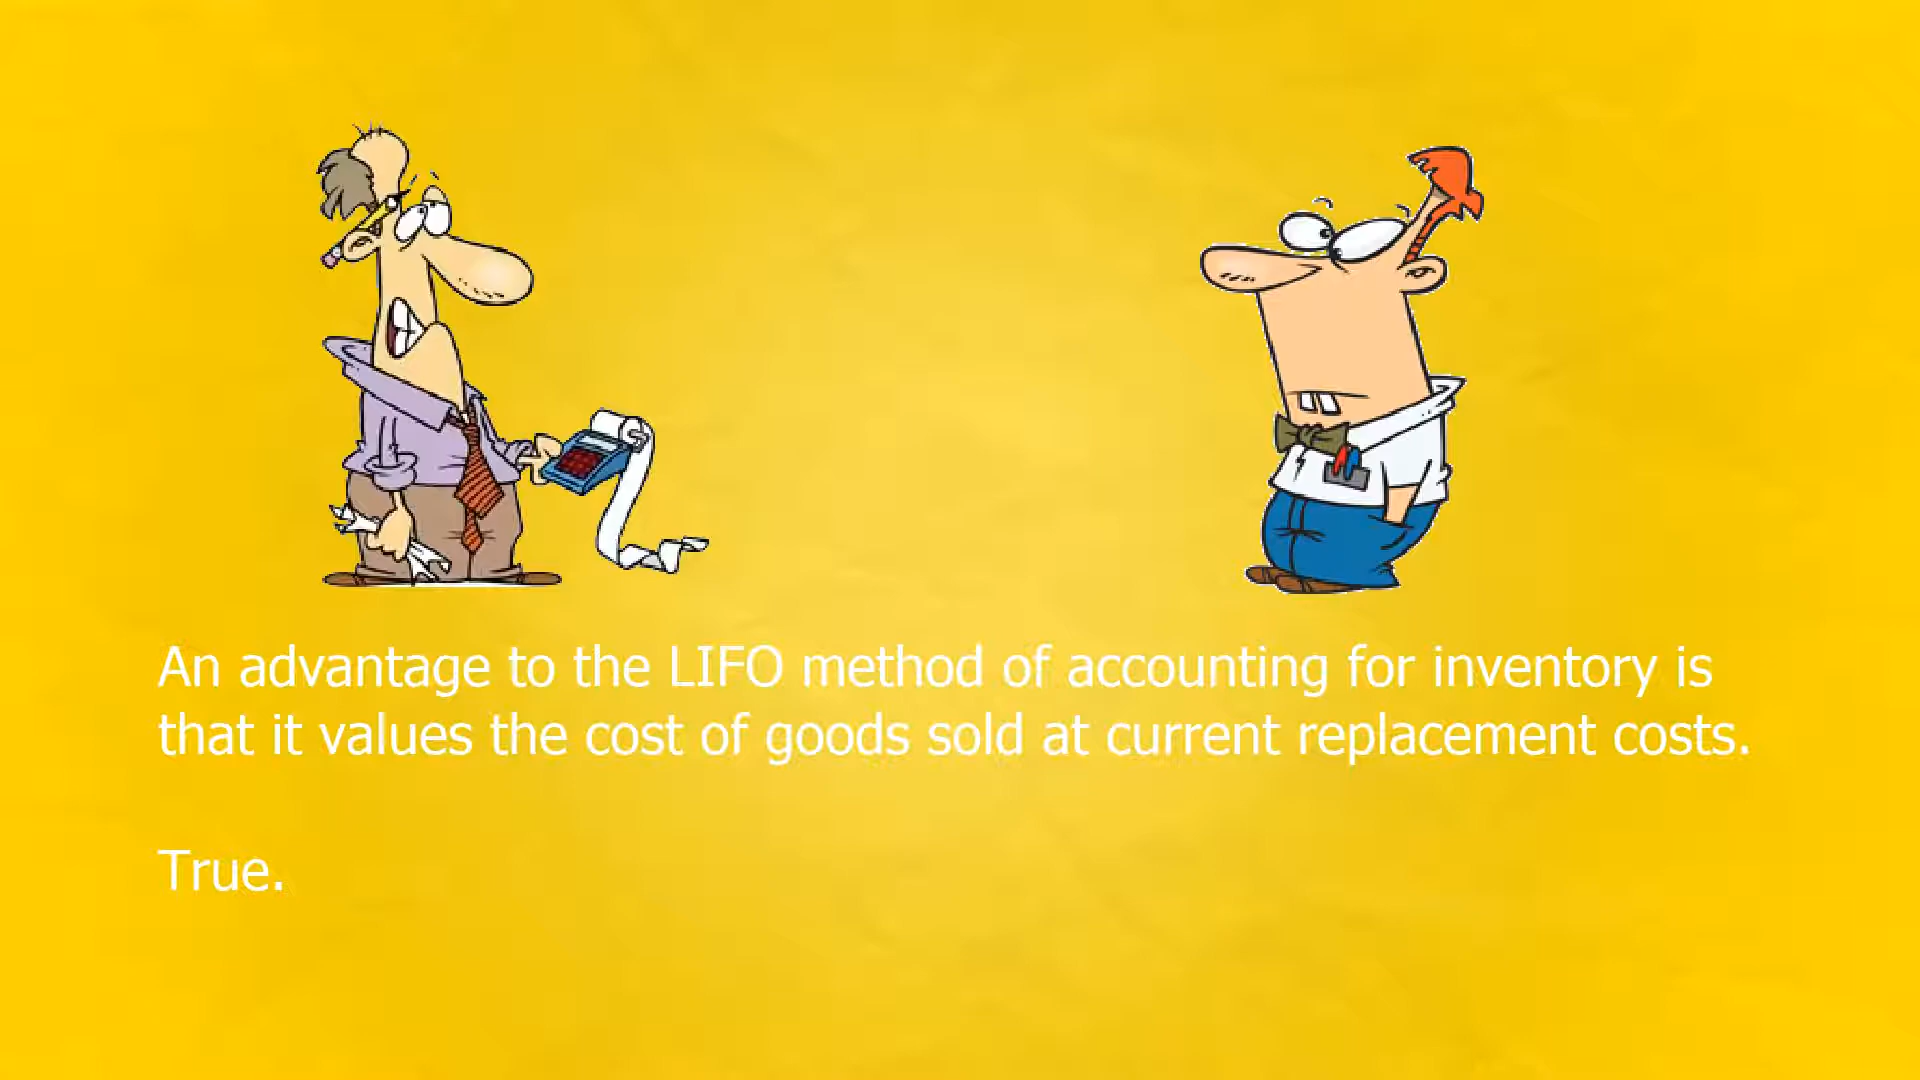 An advantage to the LIFO method of accounting for inventory is
that it values the cost of goods sold at current replacement costs.
True.